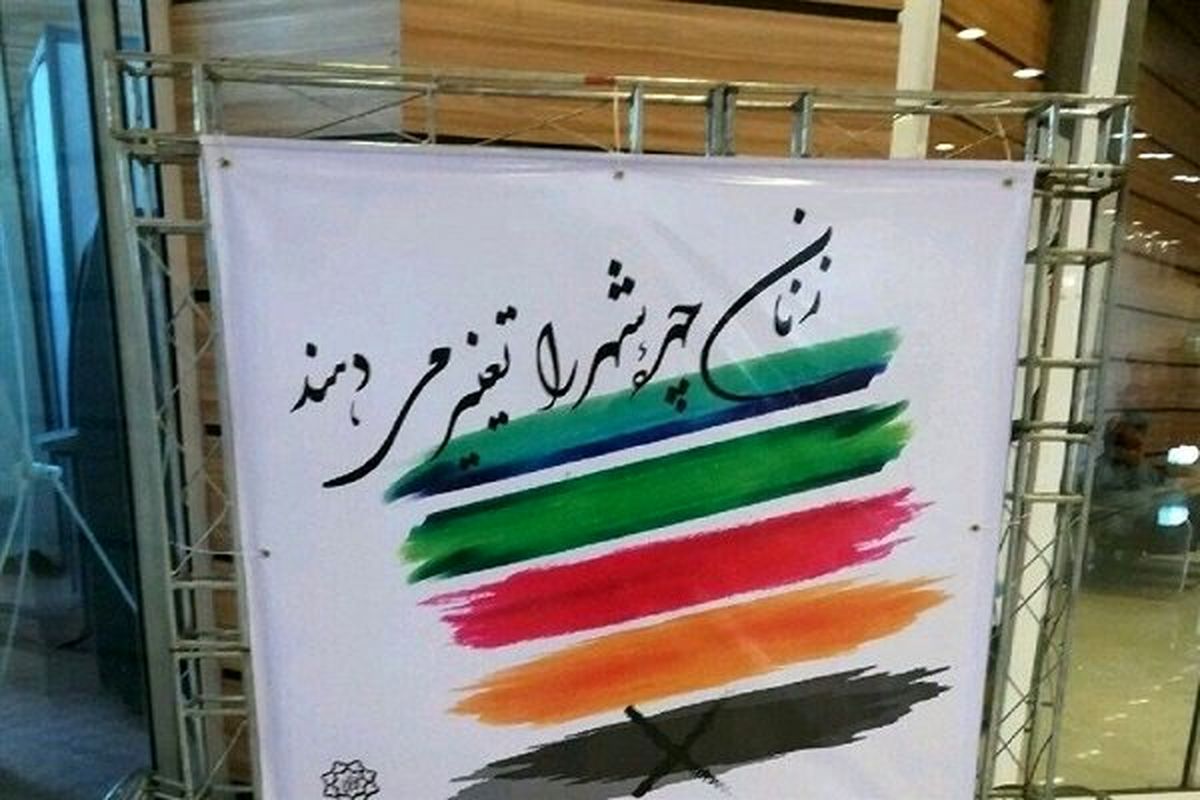 زنان چهرهٔ شهر را تغییر می دهند